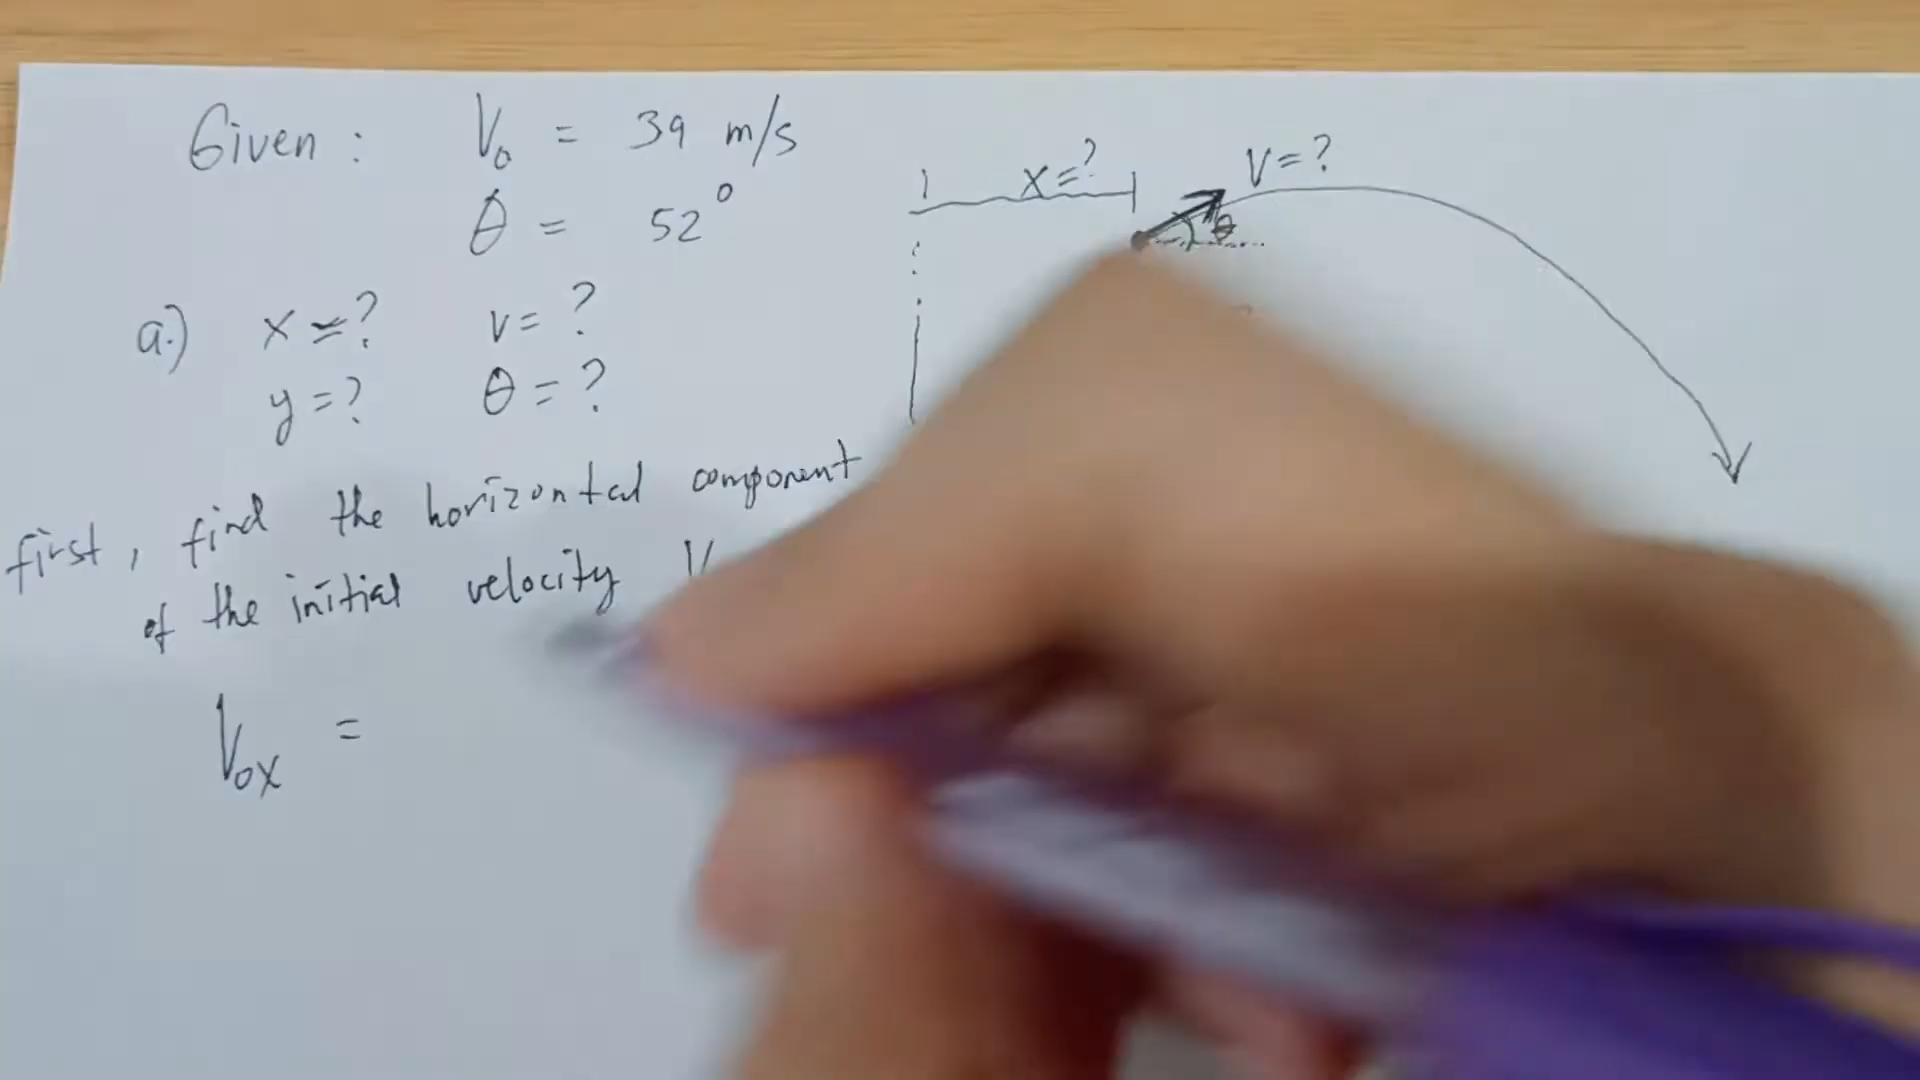 Given : V₀ = 39 m/s
θ = 52°
a.) x = ? v = ?
y = ? θ = ?
first, find the horizontal component
of the initial velocity V
V₀ₓ =
x = ?
V = ?
θ